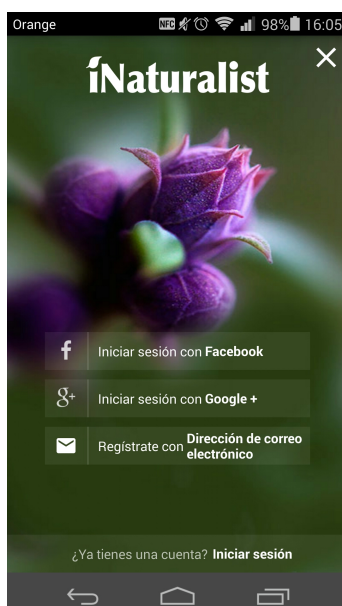 Orange NFC 98% 16:05
iNaturalist
Iniciar sesión con Facebook
g+ Iniciar sesión con Google +
Regístrate con Dirección de correo
electrónico
¿Ya tienes una cuenta? Iniciar sesión